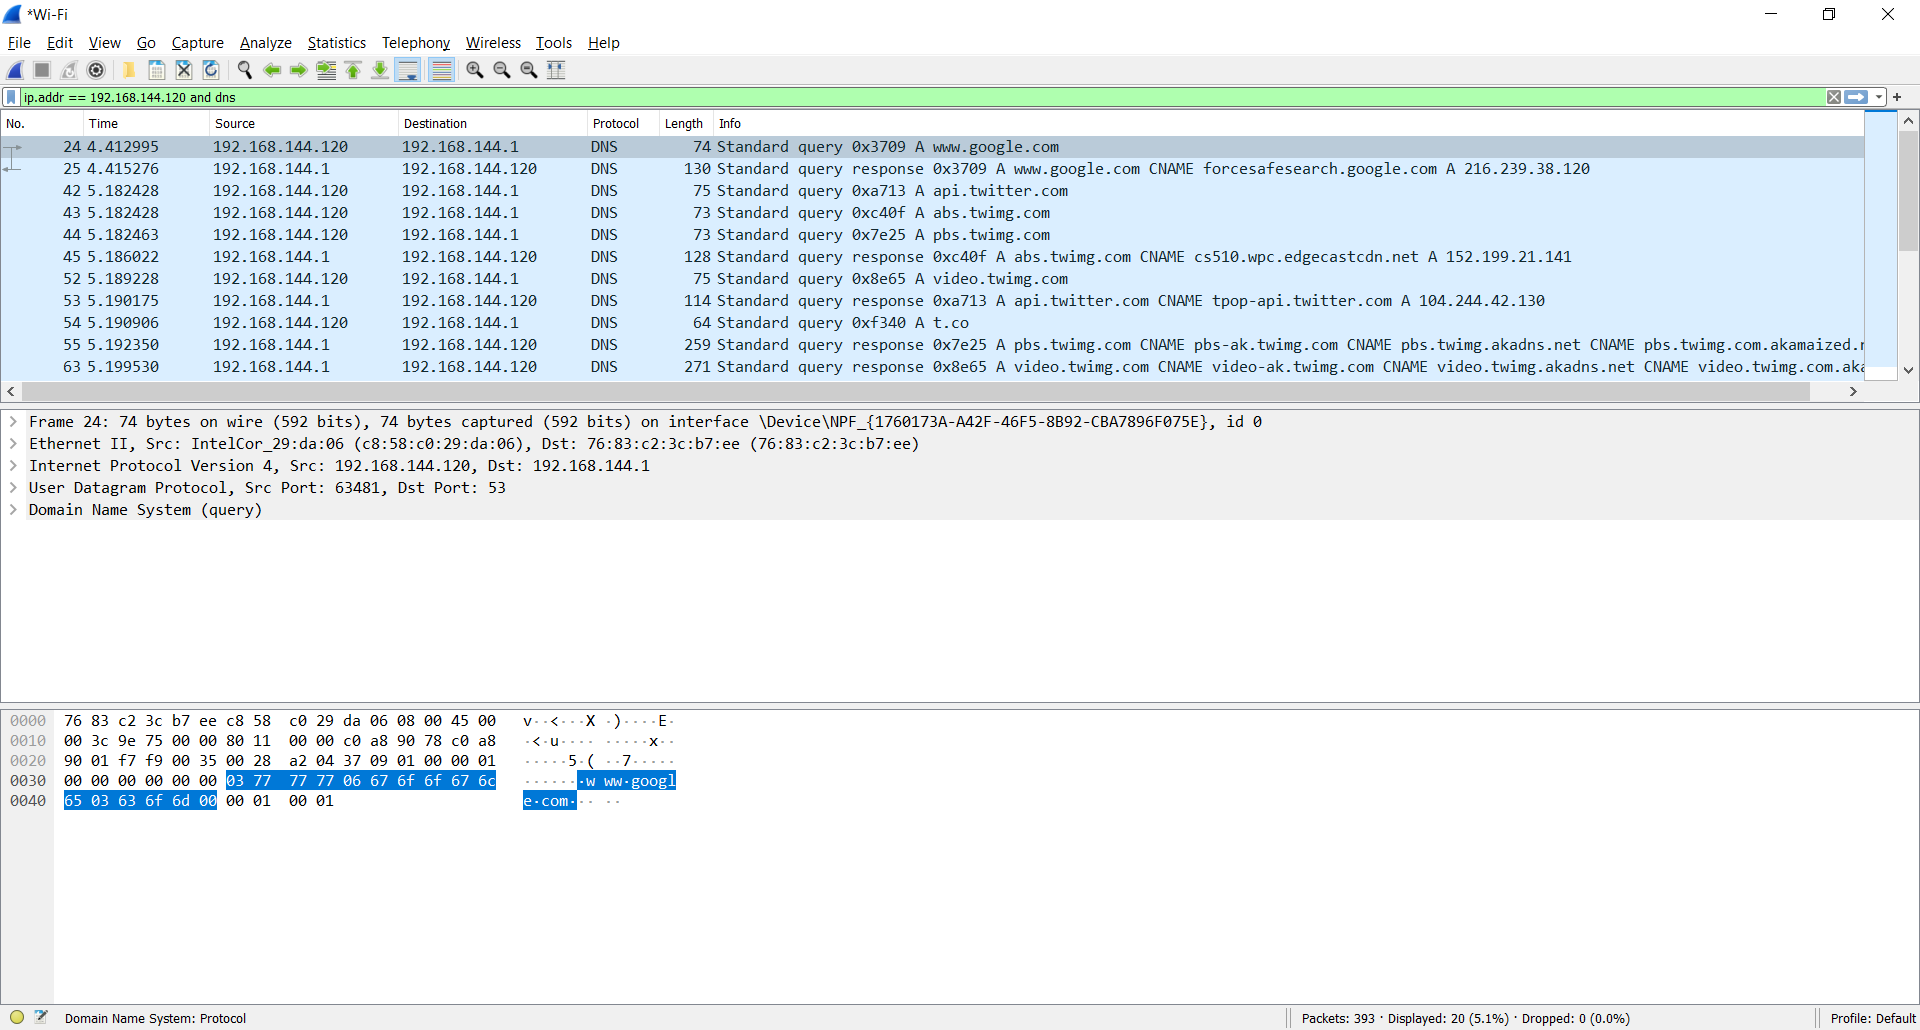 *Wi-Fi
File Edit View Go Capture Analyze Statistics Telephony Wireless Tools Help
ip.addr == 192.168.144.120 and dns
No. Time Source Destination Protocol Length Info
24 4.412995 192.168.144.120 192.168.144.1 DNS 74 Standard query 0x3709 A www.google.com
25 4.415276 192.168.144.1 192.168.144.120 DNS 130 Standard query response 0x3709 A www.google.com CNAME forcesafesearch.google.com A 216.239.38.120
42 5.182428 192.168.144.120 192.168.144.1 DNS 75 Standard query 0xa713 A api.twitter.com
43 5.182428 192.168.144.120 192.168.144.1 DNS 73 Standard query 0xc40f A abs.twimg.com
44 5.182463 192.168.144.120 192.168.144.1 DNS 73 Standard query 0x7e25 A pbs.twimg.com
45 5.186022 192.168.144.1 192.168.144.120 DNS 128 Standard query response 0xc40f A abs.twimg.com CNAME cs510.wpc.edgecastcdn.net A 152.199.21.141
52 5.189228 192.168.144.120 192.168.144.1 DNS 75 Standard query 0x8e65 A video.twimg.com
53 5.190175 192.168.144.1 192.168.144.120 DNS 114 Standard query response 0xa713 A api.twitter.com CNAME tpop-api.twitter.com A 104.244.42.130
54 5.190906 192.168.144.120 192.168.144.1 DNS 64 Standard query 0xf340 A t.co
55 5.192350 192.168.144.1 192.168.144.120 DNS 259 Standard query response 0x7e25 A pbs.twimg.com CNAME pbs-ak.twimg.com CNAME pbs.twimg.akadns.net CNAME pbs.twimg.com.akamaized.
63 5.199530 192.168.144.1 192.168.144.120 DNS 271 Standard query response 0x8e65 A video.twimg.com CNAME video-ak.twimg.com CNAME video.twimg.akadns.net CNAME video.twimg.com.aka
Frame 24: 74 bytes on wire (592 bits), 74 bytes captured (592 bits) on interface \Device\NPF_{1760173A-A42F-46F5-8B92-CBA7896F075E}, id 0
Ethernet II, Src: IntelCor_29:da:06 (c8:58:c0:29:da:06), Dst: 76:83:c2:3c:b7:ee (76:83:c2:3c:b7:ee)
Internet Protocol Version 4, Src: 192.168.144.120, Dst: 192.168.144.1
User Datagram Protocol, Src Port: 63481, Dst Port: 53
Domain Name System (query)
0000 76 83 c2 3c b7 ee c8 58 c0 29 da 06 08 00 45 00 v··<···X ·)····E·
0010 00 3c 9e 75 00 00 80 11 00 00 c0 a8 90 78 c0 a8 ·<·u···· ·····x··
0020 90 01 f7 f9 00 35 00 28 a2 04 37 09 01 00 00 01 ·····5·( ··7·····
0030 00 00 00 00 00 00 03 77 77 77 06 67 6f 6f 67 6c ·······w ww·googl
0040 65 03 63 6f 6d 00 00 01 00 01 e·com··· ··
Domain Name System: Protocol Packets: 393 · Displayed: 20 (5.1%) · Dropped: 0 (0.0%) Profile: Default